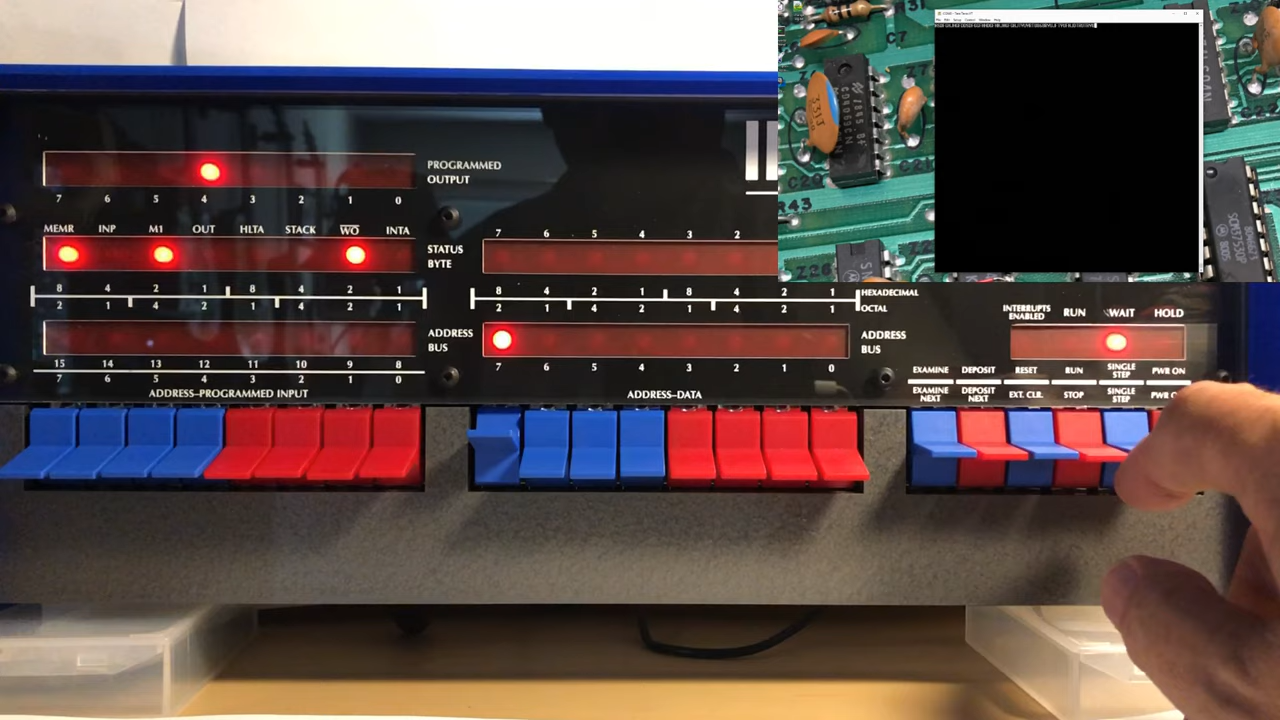 PROGRAMMED
OUTPUT
7 6 5 4 3 2 1 0
MEMR INP M1 OUT HLTA STACK WO INTA
STATUS
BYTE
7 6 5 4 3 2
8 4 2 1 8 4 2 1
2 1 4 2 1 4 2 1
8 4 2 1 8 4 2 1
2 1 4 2 1 4 2 1
HEXADECIMAL
OCTAL
ADDRESS
BUS
ADDRESS
BUS
15 14 13 12 11 10 9 8
7 6 5 4 3 2 1 0
ADDRESS–PROGRAMMED INPUT
7 6 5 4 3 2 1 0
ADDRESS–DATA
INTERRUPTS
ENABLED
RUN WAIT HOLD
EXAMINE DEPOSIT RESET RUN SINGLE
STEP PWR ON
EXAMINE
NEXT DEPOSIT
NEXT EXT. CLR. STOP SINGLE
STEP
C7
R43
Z26